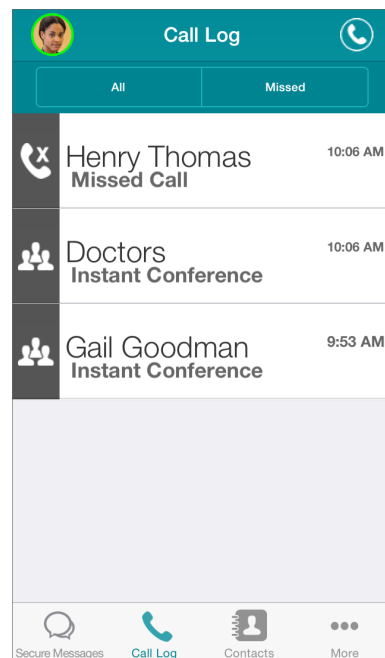 Call Log
All Missed
Henry Thomas 10:06 AM
Missed Call
Doctors 10:06 AM
Instant Conference
Gail Goodman 9:53 AM
Instant Conference
Secure Messages Call Log Contacts More